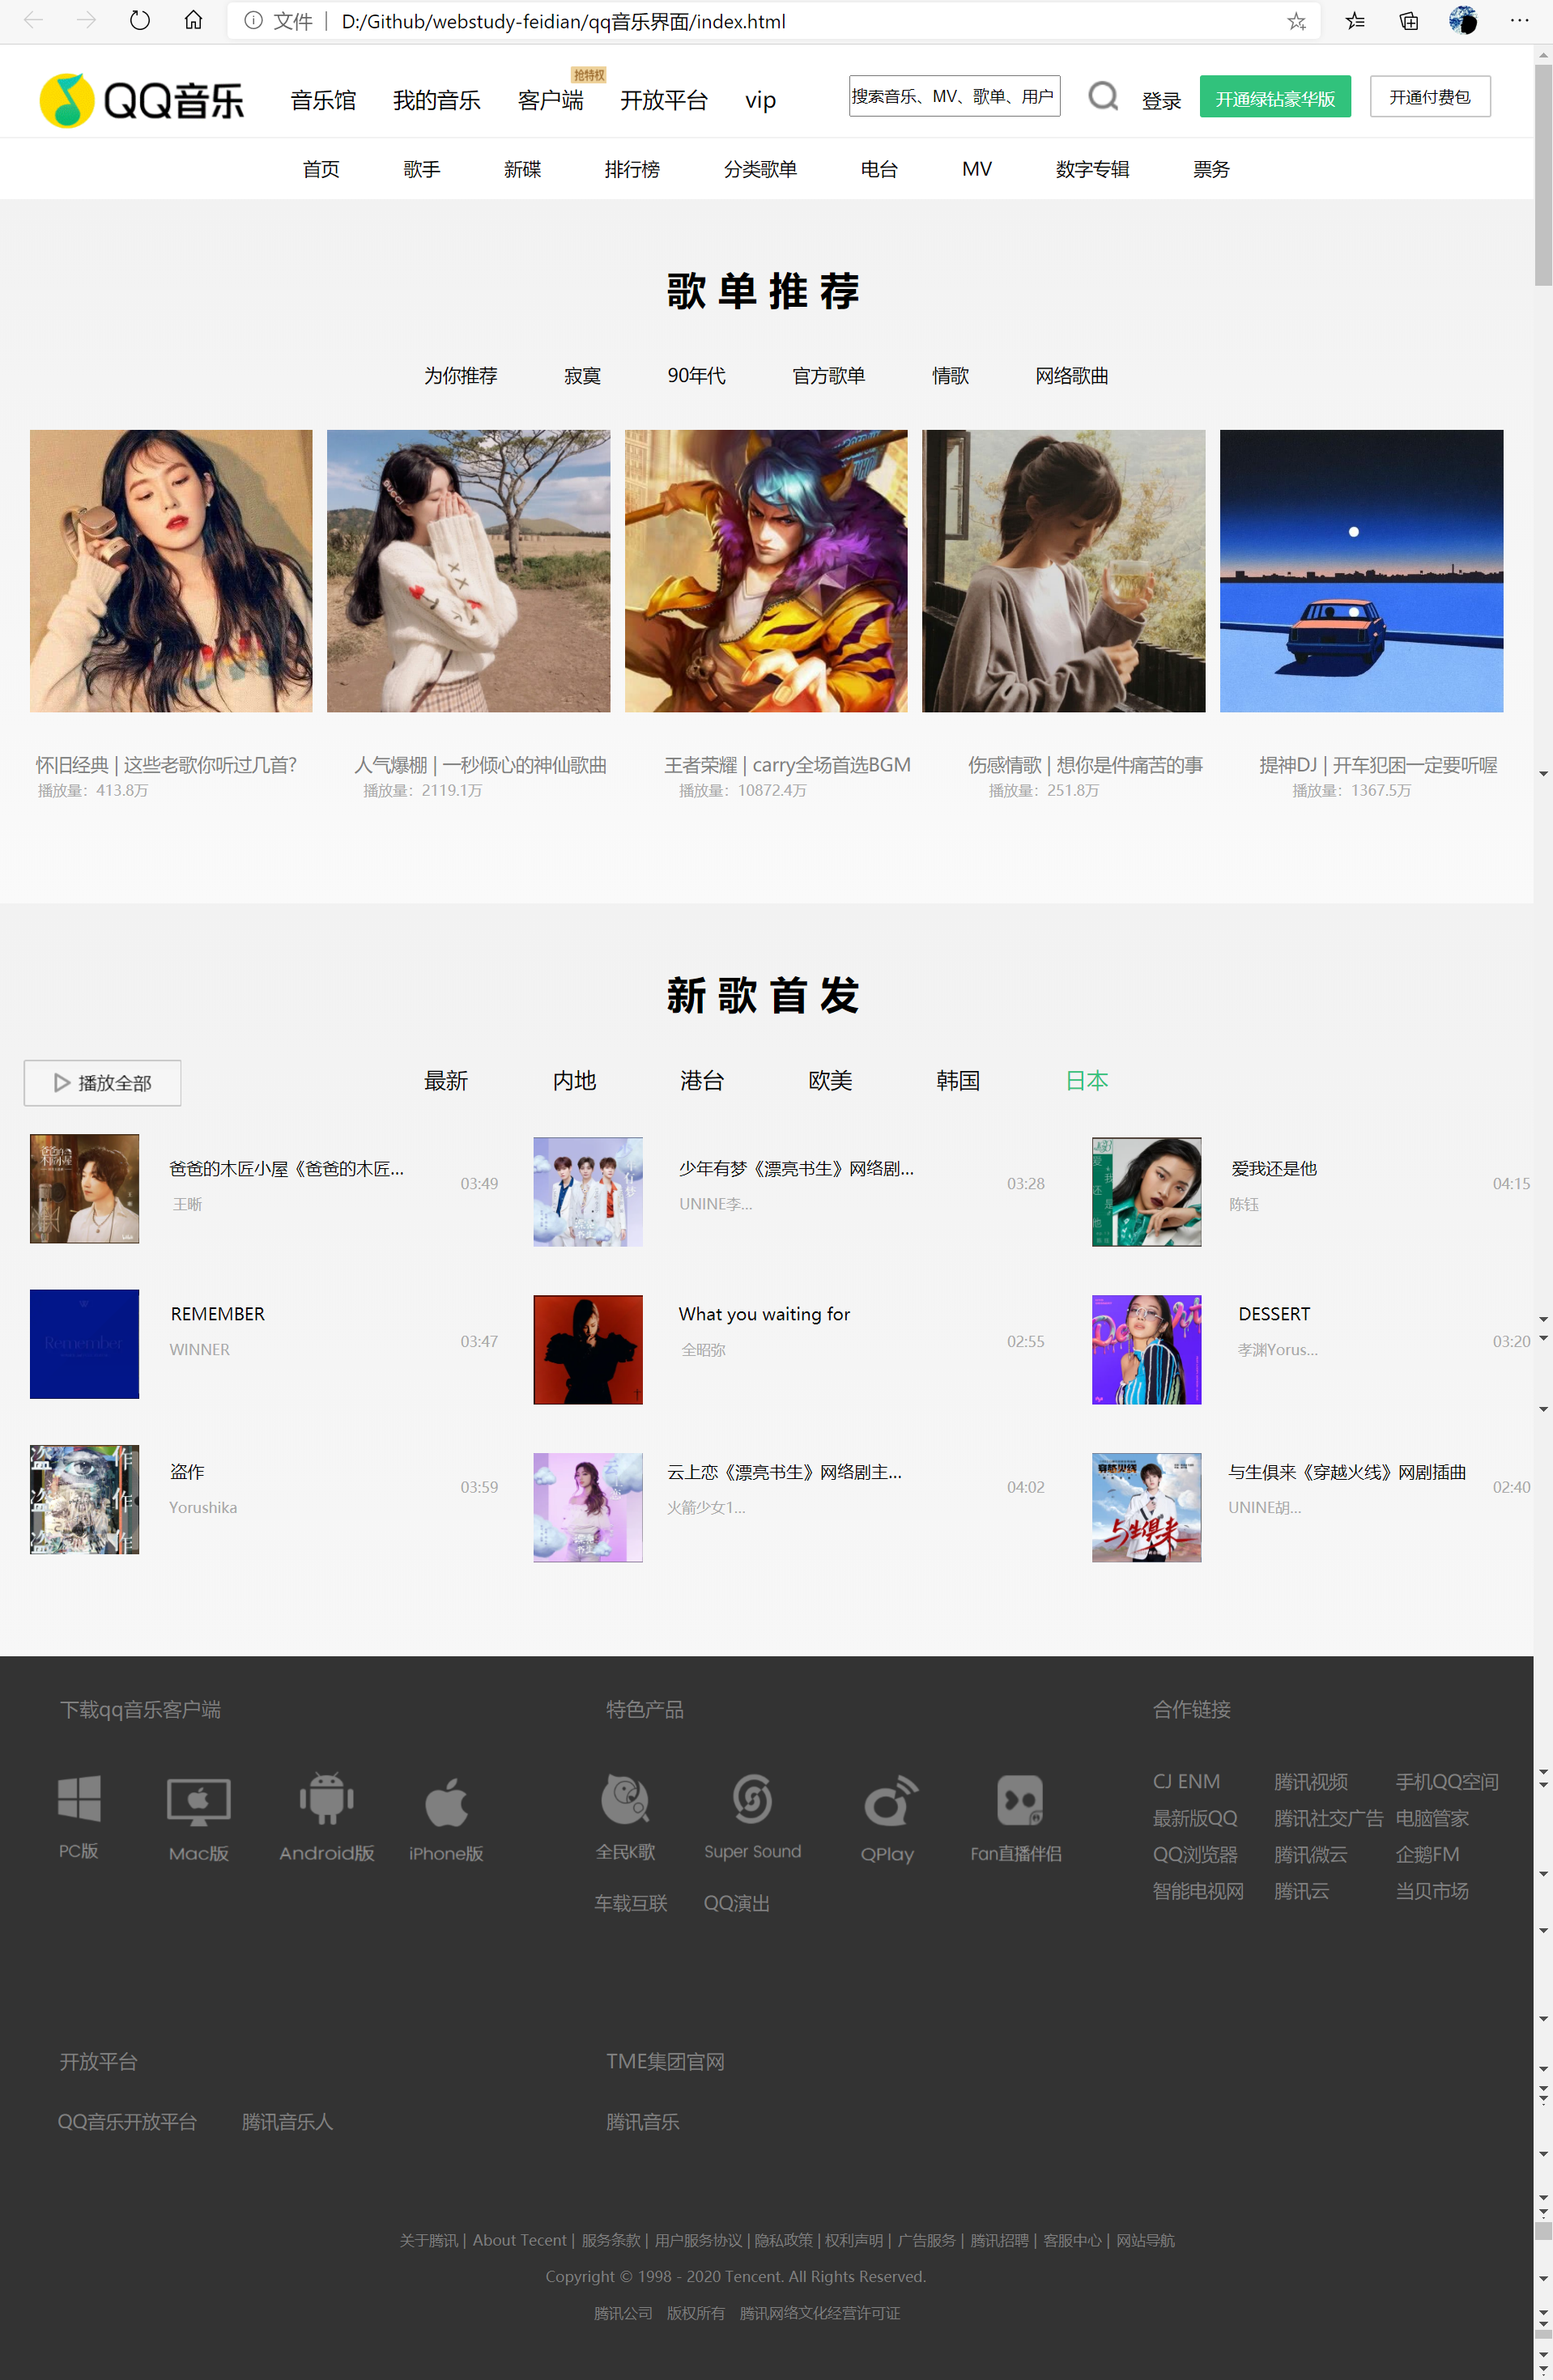 文件 | D:/Github/webstudy-feidian/qq音乐界面/index.html
抢特权
QQ音乐 音乐馆 我的音乐 客户端 开放平台 vip 搜索音乐、MV、歌单、用户 登录 开通绿钻豪华版 开通付费包
首页 歌手 新碟 排行榜 分类歌单 电台 MV 数字专辑 票务
歌单推荐
为你推荐 寂寞 90年代 官方歌单 情歌 网络歌曲
GUCCI
怀旧经典 | 这些老歌你听过几首? 人气爆棚 | 一秒倾心的神仙歌曲 王者荣耀 | carry全场首选BGM 伤感情歌 | 想你是件痛苦的事 提神DJ | 开车犯困一定要听喔
播放量：413.8万 播放量：2119.1万 播放量：10872.4万 播放量：251.8万 播放量：1367.5万
新歌首发
播放全部 最新 内地 港台 欧美 韩国 日本
爸爸的木匠小屋《爸爸的木匠... 03:49 少年有梦《漂亮书生》网络剧... 03:28 爱我还是他 04:15
王晰 UNINE李... 陈钰
Remember
REMEMBER 03:47 What you waiting for 02:55 DESSERT 03:20
WINNER 全昭弥 孝渊Yorus...
盗作 03:59 云上恋《漂亮书生》网络剧主... 04:02 与生俱来《穿越火线》网剧插曲 02:40
Yorushika 火箭少女1... UNINE胡...
穿越火线
与生俱来
下载qq音乐客户端 特色产品 合作链接
PC版 Mac版 Android版 iPhone版 全民K歌 Super Sound QPlay Fan直播伴侣
车载互联 QQ演出
CJ ENM 腾讯视频 手机QQ空间
最新版QQ 腾讯社交广告 电脑管家
QQ浏览器 腾讯微云 企鹅FM
智能电视网 腾讯云 当贝市场
开放平台 TME集团官网
QQ音乐开放平台 腾讯音乐人 腾讯音乐
关于腾讯 | About Tecent | 服务条款 | 用户服务协议 | 隐私政策 | 权利声明 | 广告服务 | 腾讯招聘 | 客服中心 | 网站导航
Copyright © 1998 - 2020 Tencent. All Rights Reserved.
腾讯公司 版权所有 腾讯网络文化经营许可证